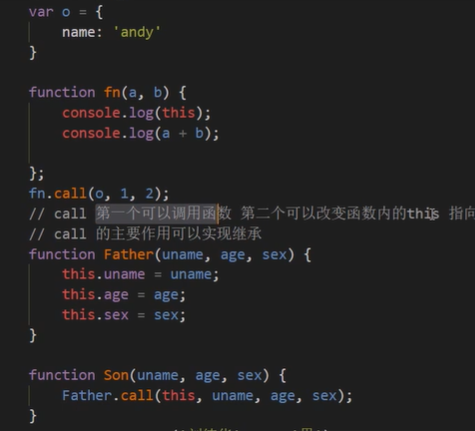 var o = {
name: 'andy'
}
function fn(a, b) {
console.log(this);
console.log(a + b);
};
fn.call(o, 1, 2);
// call 第一个可以调用函数 第二个可以改变函数内的this 指向
// call 的主要作用可以实现继承
function Father(uname, age, sex) {
this.uname = uname;
this.age = age;
this.sex = sex;
}
function Son(uname, age, sex) {
Father.call(this, uname, age, sex);
}